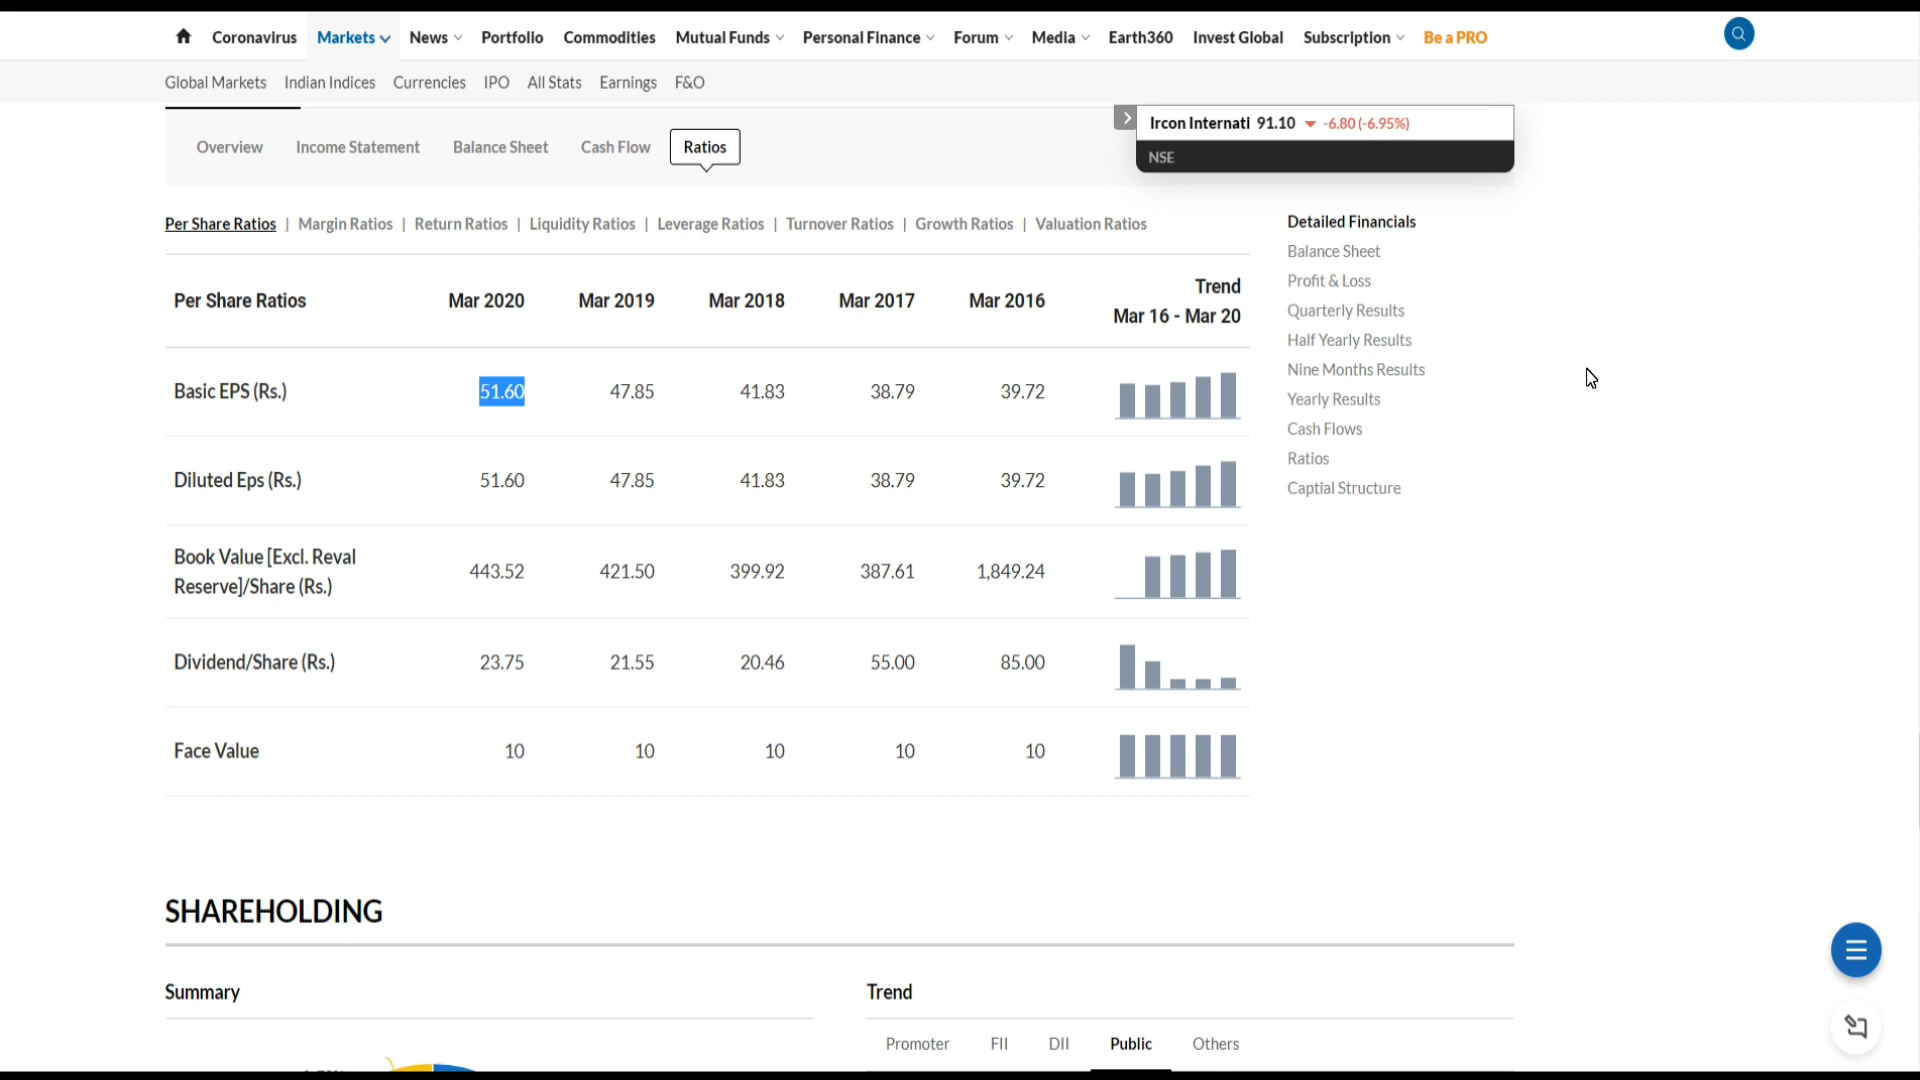 Coronavirus Markets News Portfolio Commodities Mutual Funds Personal Finance Forum Media Earth360 Invest Global Subscription Be a PRO
Global Markets Indian Indices Currencies IPO All Stats Earnings F&O
Ircon Internati 91.10 -6.80 (-6.95%)
NSE
Overview Income Statement Balance Sheet Cash Flow Ratios
Per Share Ratios | Margin Ratios | Return Ratios | Liquidity Ratios | Leverage Ratios | Turnover Ratios | Growth Ratios | Valuation Ratios
Per Share Ratios Mar 2020 Mar 2019 Mar 2018 Mar 2017 Mar 2016 Trend
Mar 16 - Mar 20
Basic EPS (Rs.) 51.60 47.85 41.83 38.79 39.72
Diluted Eps (Rs.) 51.60 47.85 41.83 38.79 39.72
Book Value [Excl. Reval
Reserve]/Share (Rs.) 443.52 421.50 399.92 387.61 1,849.24
Dividend/Share (Rs.) 23.75 21.55 20.46 55.00 85.00
Face Value 10 10 10 10 10
Detailed Financials
Balance Sheet
Profit & Loss
Quarterly Results
Half Yearly Results
Nine Months Results
Yearly Results
Cash Flows
Ratios
Captial Structure
SHAREHOLDING
Summary
Trend
Promoter FII DII Public Others